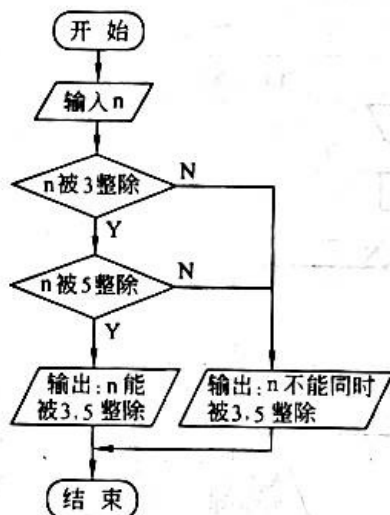 开 始
输入n
n被3整除
N
Y
n被5整除
N
Y
输出:n能
被3.5整除
输出:n不能同时
被3.5整除
结 束